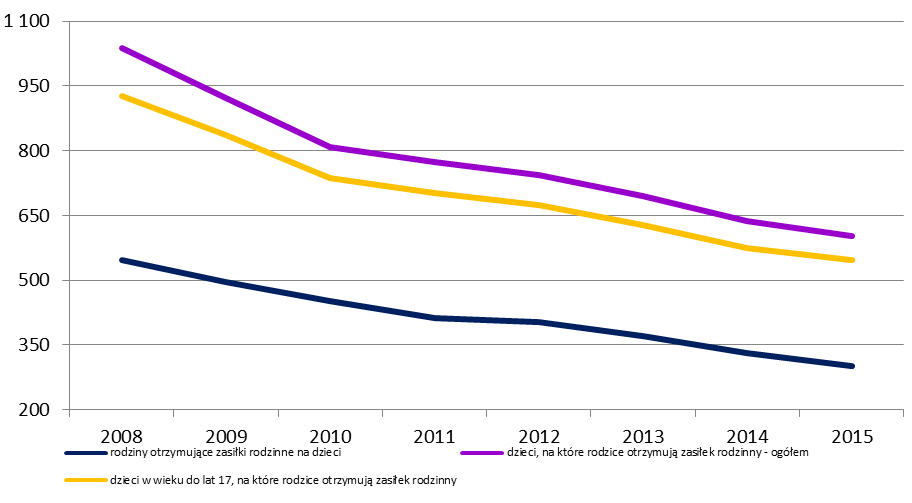 1 100
950
800
650
500
350
200
2008 2009 2010 2011 2012 2013 2014 2015
rodziny otrzymujące zasiłki rodzinne na dzieci
dzieci, na które rodzice otrzymują zasiłek rodzinny - ogółem
dzieci w wieku do lat 17, na które rodzice otrzymują zasiłek rodzinny